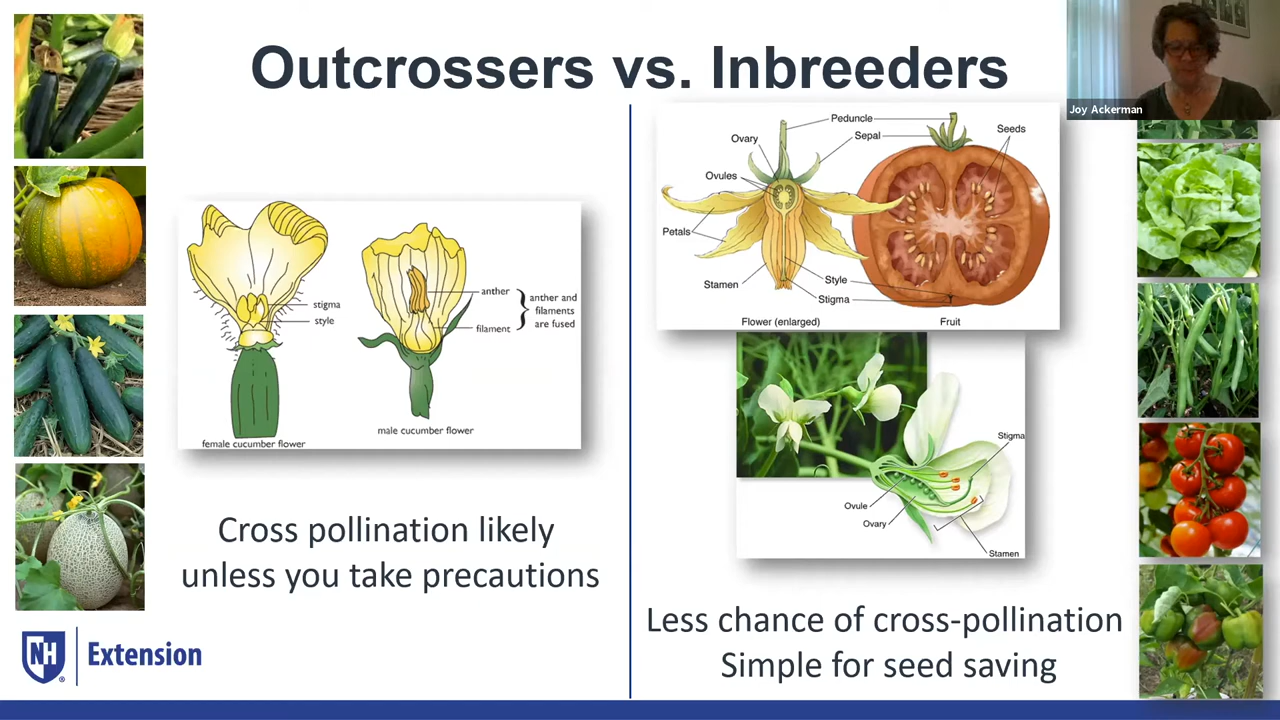 Outcrossers vs. Inbreeders
Joy Ackerman
stigma
style
female cucumber flower
anther
filament
anther and
filaments
are fused
male cucumber flower
Cross pollination likely
unless you take precautions
NH
® Extension
Peduncle
Ovary
Sepal
Seeds
Ovules
Petals
Stamen
Style
Stigma
Flower (enlarged)
Fruit
Stigma
Ovule
Ovary
Stamen
Less chance of cross-pollination
Simple for seed saving